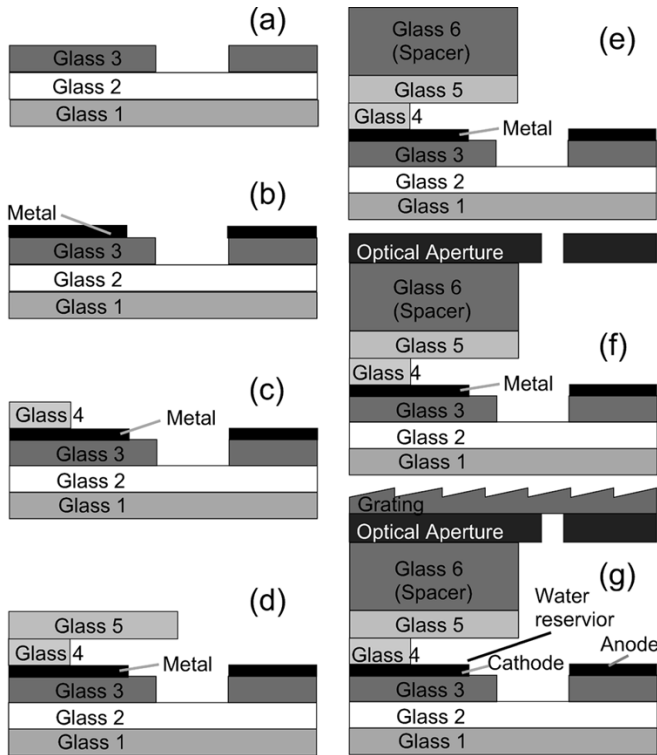 (a)
Glass 3
Glass 2
Glass 1
(b)
Metal
Glass 3
Glass 2
Glass 1
(c)
Glass 4
Metal
Glass 3
Glass 2
Glass 1
(d)
Glass 5
Glass 4
Metal
Glass 3
Glass 2
Glass 1
(e)
Glass 6
(Spacer)
Glass 5
Glass 4
Metal
Glass 3
Glass 2
Glass 1
Optical Aperture
Glass 6
(Spacer)
(f)
Glass 5
Glass 4
Metal
Glass 3
Glass 2
Glass 1
Grating
Optical Aperture
(g)
Glass 6
(Spacer)
Water
reservior
Glass 5
Glass 4
Anode
Cathode
Glass 3
Glass 2
Glass 1